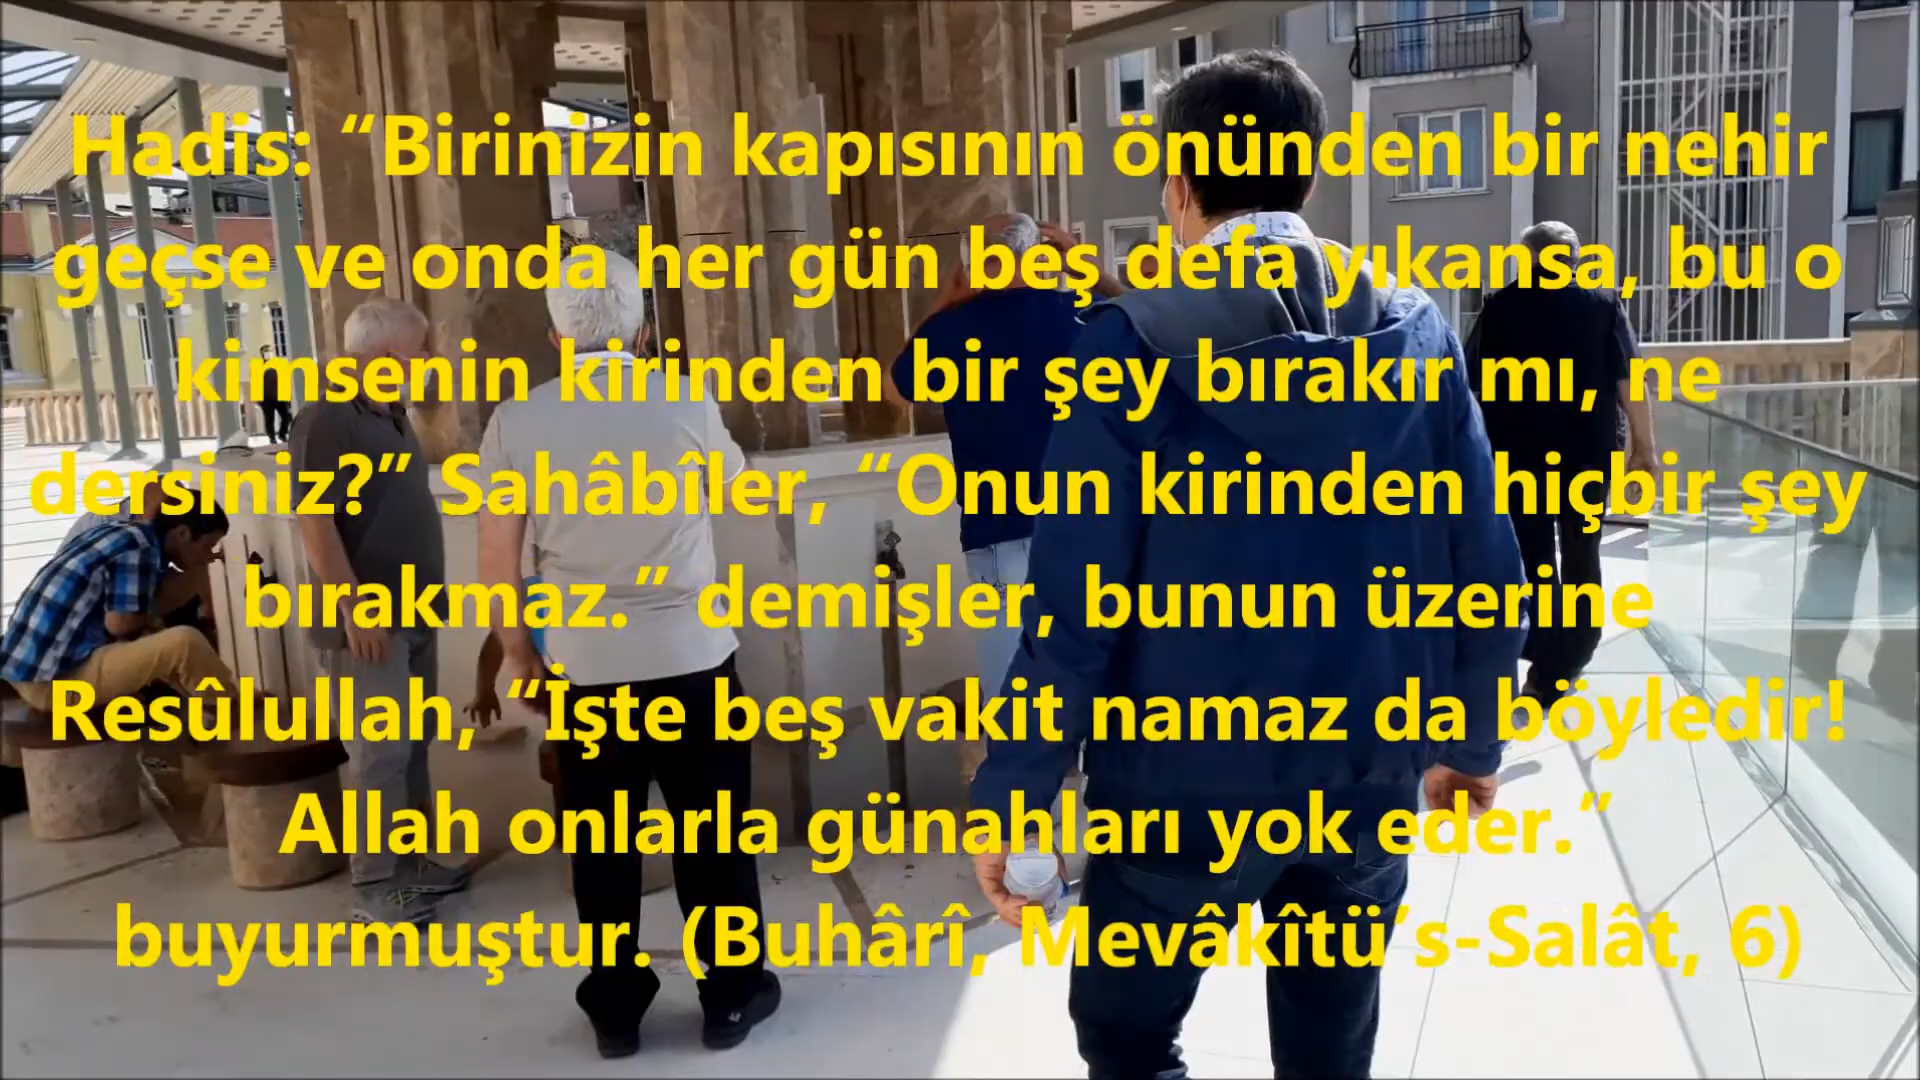 Hadis: “Birinizin kapısının önünden bir nehir
geçse ve onda her gün beş defa yıkansa, bu o
kimsenin kirinden bir şey bırakır mı, ne
dersiniz?” Sahâbîler, “Onun kirinden hiçbir şey
bırakmaz.” demişler, bunun üzerine
Resûlullah, “İşte beş vakit namaz da böyledir!
Allah onlarla günahları yok eder.”
buyurmuştur. (Buhârî, Mevâkîtü’s-Salât, 6)